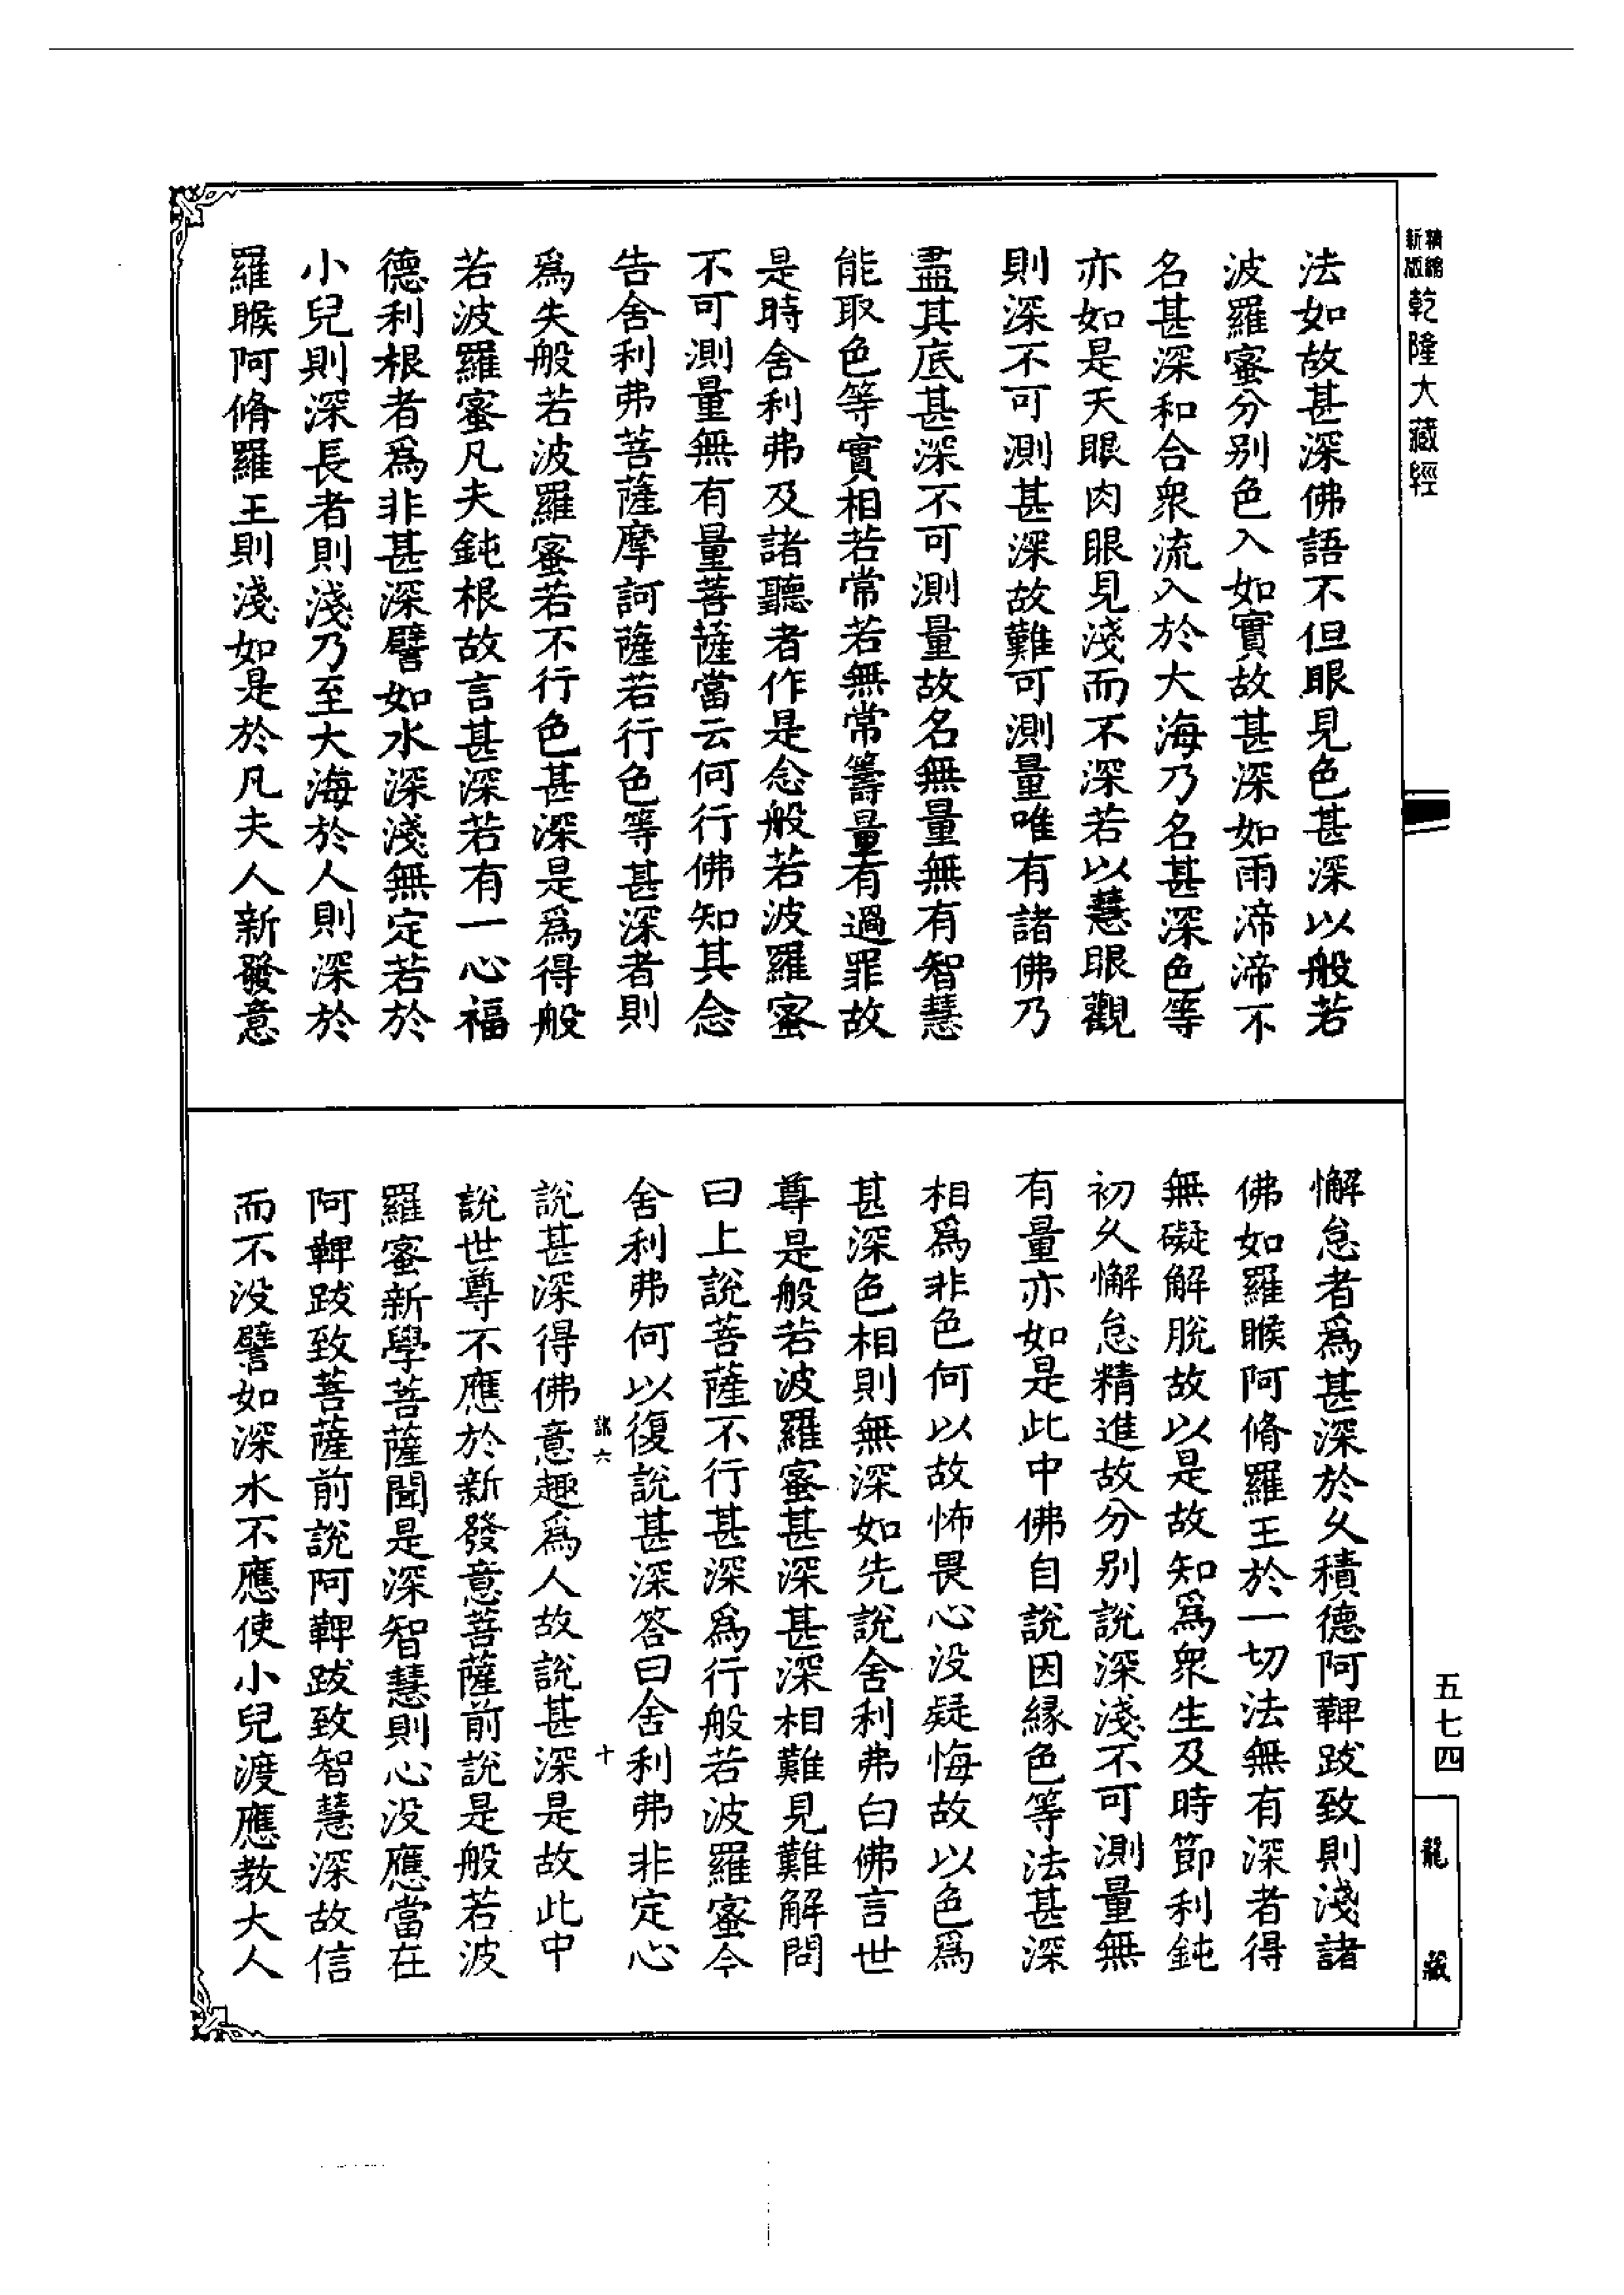 精縮新版乾隆大藏經
法如故甚深佛語不但眼見色甚深以般若
波羅蜜分别色入如實故甚深如雨渧渧不
名甚深和合衆流入於大海乃名甚深色等
亦如是天眼肉眼見淺而不深若以慧眼觀
則深不可測甚深故難可測量唯有諸佛乃
盡其底甚深不可測量故名無量無有智慧
能取色等實相若常若無常籌量有過罪故
是時舍利弗及諸聽者作是念般若波羅蜜
不可測量無有量菩薩當云何行佛知其念
告舍利弗菩薩摩訶薩若行色等甚深者則
爲失般若波羅蜜若不行色甚深是爲得般
若波羅蜜凡夫鈍根故言甚深若有一心福
德利根者爲非甚深譬如水深淺無定若於
小兒則深長者則淺乃至大海於人則深於
羅睺阿脩羅王則淺如是於凡夫人新發意
懈怠者爲甚深於久積德阿鞞跋致則淺諸
佛如羅睺阿脩羅王於一切法無有深者得
無礙解脫故以是故知爲衆生及時節利鈍
初久懈怠精進故分别說深淺不可測量無
有量亦如是此中佛自說因緣色等法甚深
相爲非色何以故怖畏心没疑悔故以色爲
甚深色相則無深如先說舍利弗白佛言世
尊是般若波羅蜜甚深甚深相難見難解問
曰上說菩薩不行甚深爲行般若波羅蜜今
舍利弗何以復說甚深答曰舍利弗非定心
說甚深得佛意趣爲人故說甚深是故此中
說世尊不應於新發意菩薩前說是般若波
羅蜜新學菩薩聞是深智慧則心没應當在
阿鞞跋致菩薩前說阿鞞跋致智慧深故信
而不没譬如深水不應使小兒渡應教大人
六 十
五七四
龍藏